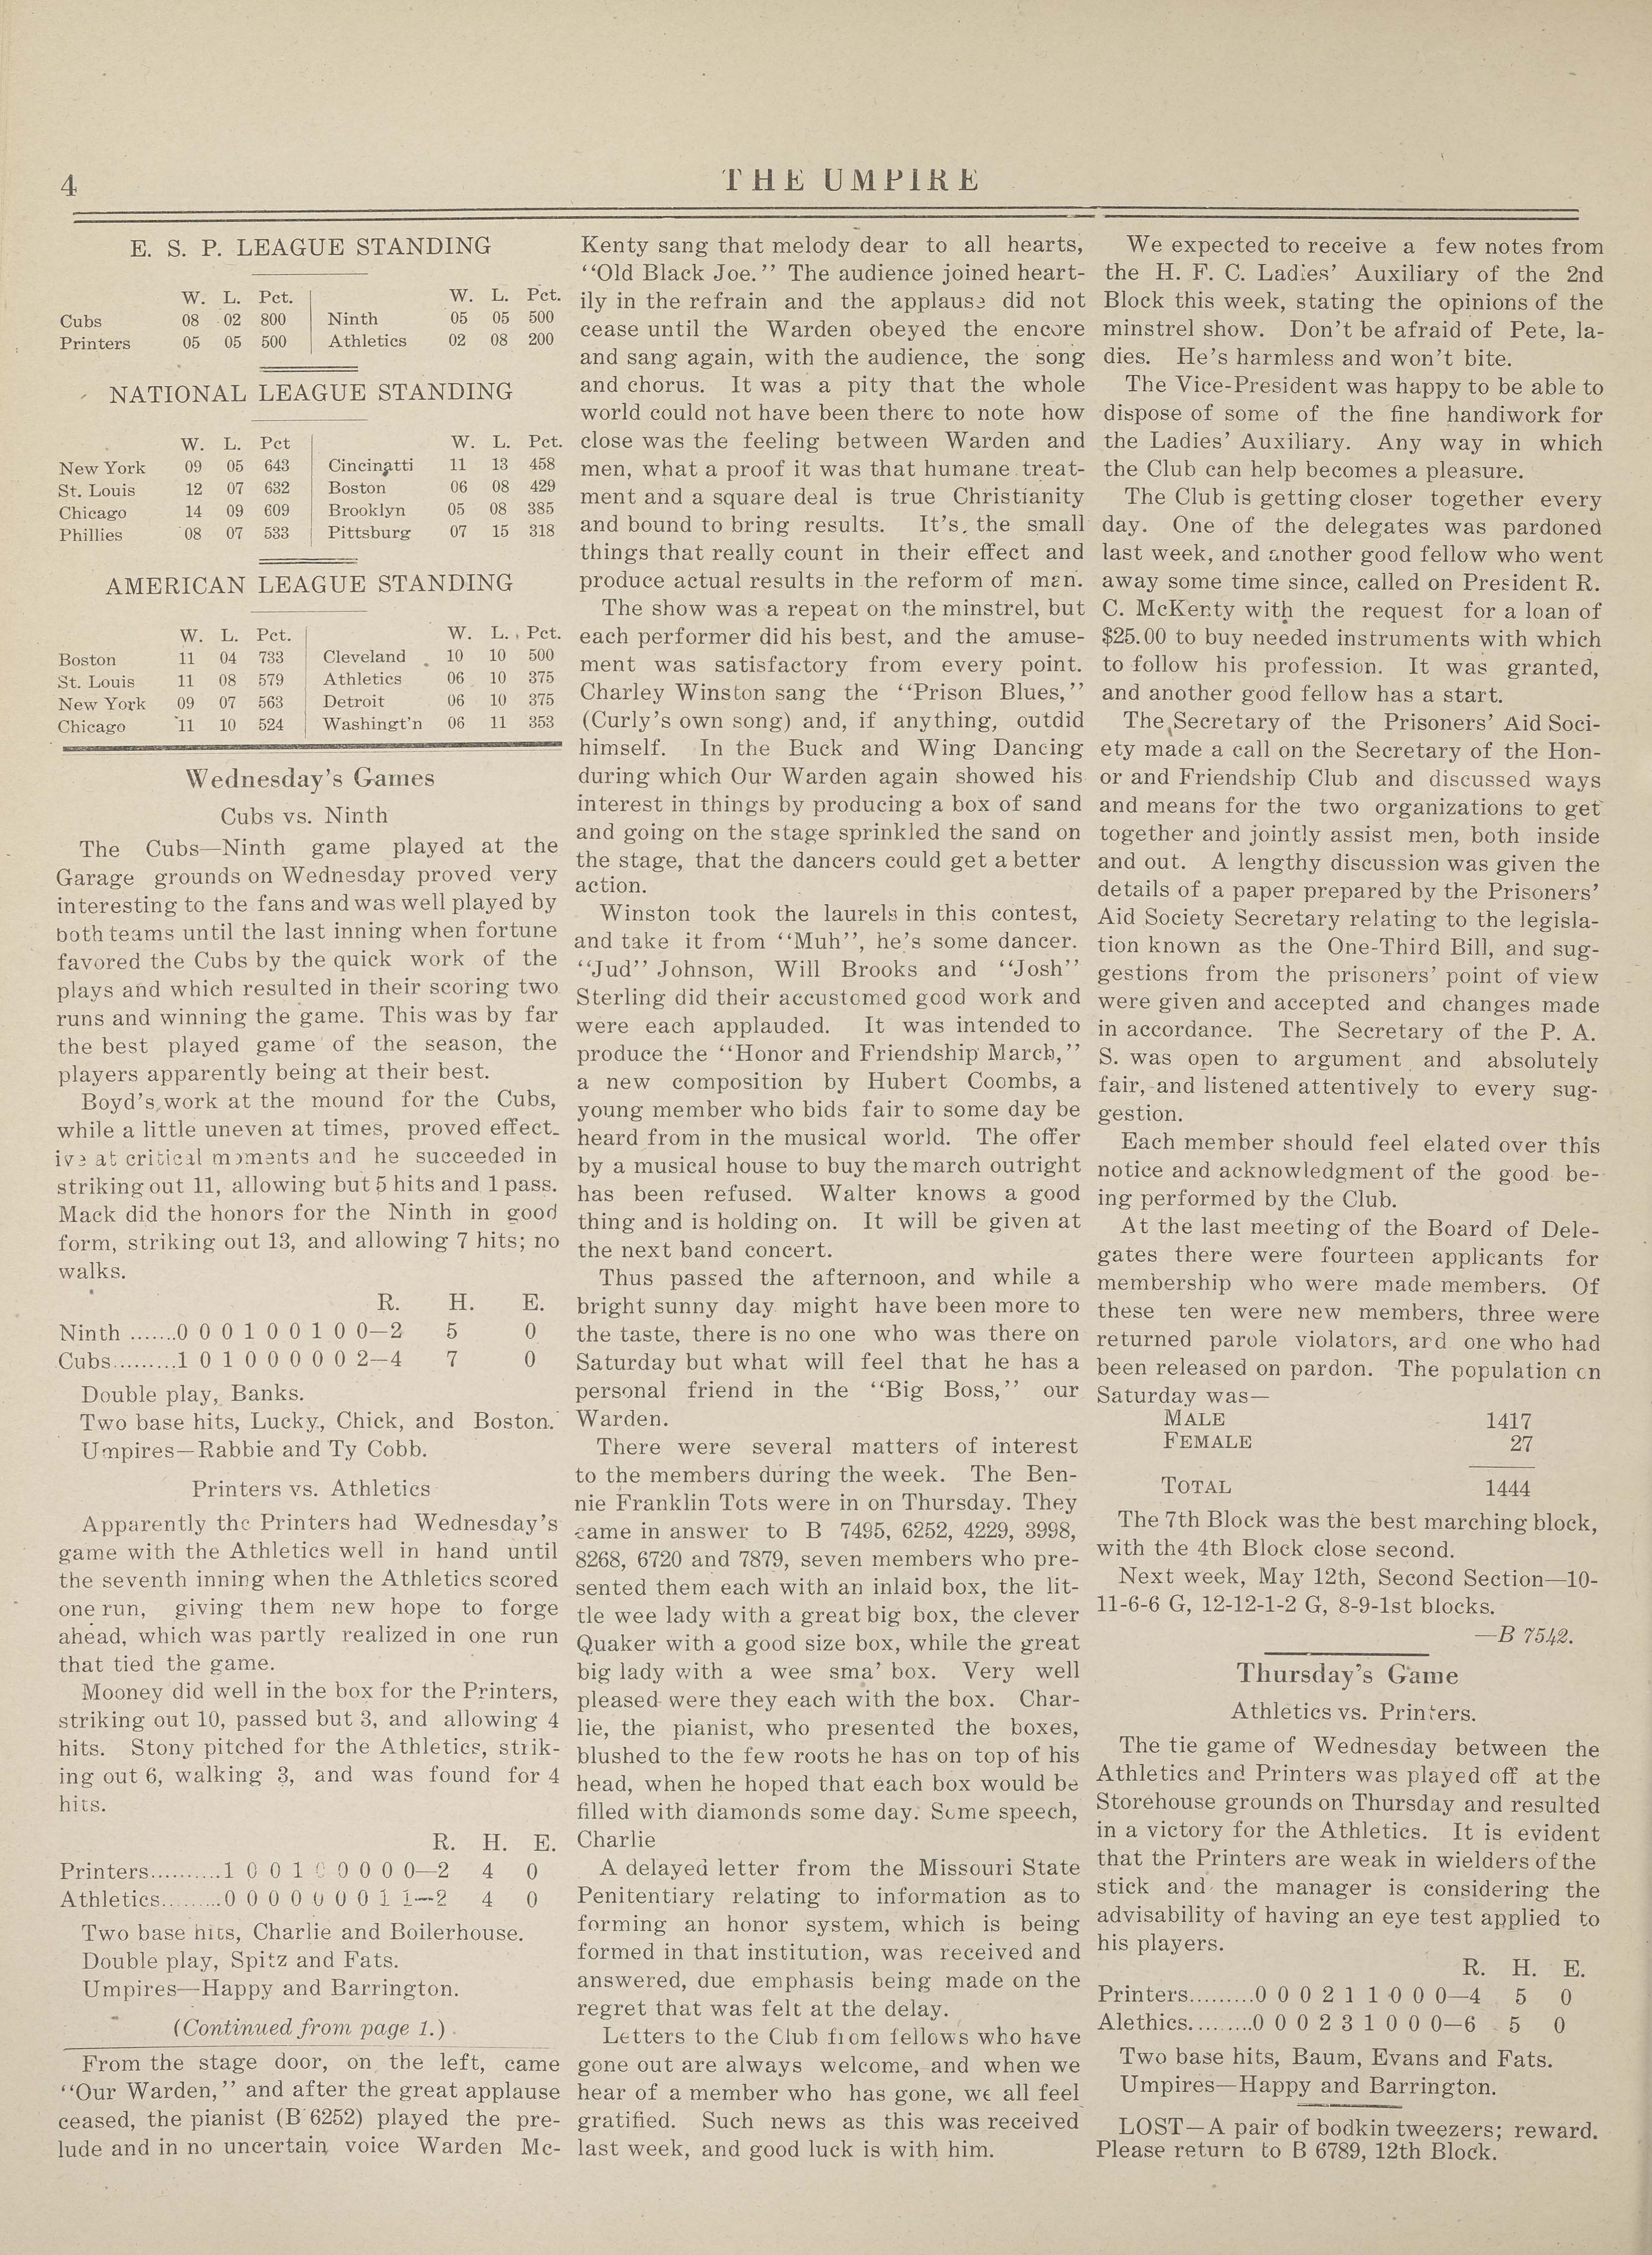 4
THE UMPIRE
E. S. P. LEAGUE STANDING
W. L. Pct. W. L. Pct.
Cubs 08 02 800 Ninth 05 05 500
Printers 05 05 500 Athletics 02 08 200
NATIONAL LEAGUE STANDING
W. L. Pct W. L. Pct.
New York 09 05 643 Cincinatti 11 13 458
St. Louis 12 07 632 Boston 06 08 429
Chicago 14 09 609 Brooklyn 05 08 385
Phillies 08 07 533 Pittsburg 07 15 318
AMERICAN LEAGUE STANDING
W. L. Pct. W. L. Pct.
Boston 11 04 733 Cleveland 10 10 500
St. Louis 11 08 579 Athletics 06 10 375
New York 09 07 563 Detroit 06 10 375
Chicago 11 10 524 Washingt'n 06 11 353
Wednesday's Games
Cubs vs. Ninth
The Cubs—Ninth game played at the
Garage grounds on Wednesday proved very
interesting to the fans and was well played by
both teams until the last inning when fortune
favored the Cubs by the quick work of the
plays and which resulted in their scoring two
runs and winning the game. This was by far
the best played game of the season, the
players apparently being at their best.
Boyd's work at the mound for the Cubs,
while a little uneven at times, proved effect-
ive at critical moments and he succeeded in
striking out 11, allowing but 5 hits and 1 pass.
Mack did the honors for the Ninth in good
form, striking out 13, and allowing 7 hits; no
walks.
R. H. E.
Ninth .......0 0 0 1 0 0 1 0 0—2 5 0
Cubs.........1 0 1 0 0 0 0 0 2—4 7 0
Double play, Banks.
Two base hits, Lucky, Chick, and Boston.
Umpires—Rabbie and Ty Cobb.
Printers vs. Athletics
Apparently the Printers had Wednesday's
game with the Athletics well in hand until
the seventh inning when the Athletics scored
one run, giving them new hope to forge
ahead, which was partly realized in one run
that tied the game.
Mooney did well in the box for the Printers,
striking out 10, passed but 3, and allowing 4
hits. Stony pitched for the Athletics, strik-
ing out 6, walking 3, and was found for 4
hits.
R. H. E.
Printers..........1 0 0 1 0 0 0 0 0—2 4 0
Athletics.........0 0 0 0 0 0 0 1 1—2 4 0
Two base hits, Charlie and Boilerhouse.
Double play, Spitz and Fats.
Umpires—Happy and Barrington.
(Continued from page 1.)
From the stage door, on the left, came
"Our Warden," and after the great applause
ceased, the pianist (B 6252) played the pre-
lude and in no uncertain voice Warden Mc-
Kenty sang that melody dear to all hearts,
"Old Black Joe." The audience joined heart-
ily in the refrain and the applause did not
cease until the Warden obeyed the encore
and sang again, with the audience, the song
and chorus. It was a pity that the whole
world could not have been there to note how
close was the feeling between Warden and
men, what a proof it was that humane treat-
ment and a square deal is true Christianity
and bound to bring results. It's the small
things that really count in their effect and
produce actual results in the reform of men.
The show was a repeat on the minstrel, but
each performer did his best, and the amuse-
ment was satisfactory from every point.
Charley Winston sang the "Prison Blues,"
(Curly's own song) and, if anything, outdid
himself. In the Buck and Wing Dancing
during which Our Warden again showed his
interest in things by producing a box of sand
and going on the stage sprinkled the sand on
the stage, that the dancers could get a better
action.
Winston took the laurels in this contest,
and take it from "Muh", he's some dancer.
"Jud" Johnson, Will Brooks and "Josh"
Sterling did their accustomed good work and
were each applauded. It was intended to
produce the "Honor and Friendship March,"
a new composition by Hubert Coombs, a
young member who bids fair to some day be
heard from in the musical world. The offer
by a musical house to buy the march outright
has been refused. Walter knows a good
thing and is holding on. It will be given at
the next band concert.
Thus passed the afternoon, and while a
bright sunny day might have been more to
the taste, there is no one who was there on
Saturday but what will feel that he has a
personal friend in the "Big Boss," our
Warden.
There were several matters of interest
to the members during the week. The Ben-
nie Franklin Tots were in on Thursday. They
came in answer to B 7495, 6252, 4229, 3998,
8268, 6720 and 7879, seven members who pre-
sented them each with an inlaid box, the lit-
tle wee lady with a great big box, the clever
Quaker with a good size box, while the great
big lady with a wee sma' box. Very well
pleased were they each with the box. Char-
lie, the pianist, who presented the boxes,
blushed to the few roots he has on top of his
head, when he hoped that each box would be
filled with diamonds some day. Some speech,
Charlie
A delayed letter from the Missouri State
Penitentiary relating to information as to
forming an honor system, which is being
formed in that institution, was received and
answered, due emphasis being made on the
regret that was felt at the delay.
Letters to the Club from fellows who have
gone out are always welcome, and when we
hear of a member who has gone, we all feel
gratified. Such news as this was received
last week, and good luck is with him.
We expected to receive a few notes from
the H. F. C. Ladies' Auxiliary of the 2nd
Block this week, stating the opinions of the
minstrel show. Don't be afraid of Pete, la-
dies. He's harmless and won't bite.
The Vice-President was happy to be able to
dispose of some of the fine handiwork for
the Ladies' Auxiliary. Any way in which
the Club can help becomes a pleasure.
The Club is getting closer together every
day. One of the delegates was pardoned
last week, and another good fellow who went
away some time since, called on President R.
C. McKenty with the request for a loan of
$25.00 to buy needed instruments with which
to follow his profession. It was granted,
and another good fellow has a start.
The Secretary of the Prisoners' Aid Soci-
ety made a call on the Secretary of the Hon-
or and Friendship Club and discussed ways
and means for the two organizations to get
together and jointly assist men, both inside
and out. A lengthy discussion was given the
details of a paper prepared by the Prisoners'
Aid Society Secretary relating to the legisla-
tion known as the One-Third Bill, and sug-
gestions from the prisoners' point of view
were given and accepted and changes made
in accordance. The Secretary of the P. A.
S. was open to argument and absolutely
fair, and listened attentively to every sug-
gestion.
Each member should feel elated over this
notice and acknowledgment of the good be-
ing performed by the Club.
At the last meeting of the Board of Dele-
gates there were fourteen applicants for
membership who were made members. Of
these ten were new members, three were
returned parole violators, and one who had
been released on pardon. The population on
Saturday was—
MALE 1417
FEMALE 27
TOTAL 1444
The 7th Block was the best marching block,
with the 4th Block close second.
Next week, May 12th, Second Section—10-
11-6-6 G, 12-12-1-2 G, 8-9-1st blocks.
—B 7542.
Thursday's Game
Athletics vs. Printers.
The tie game of Wednesday between the
Athletics and Printers was played off at the
Storehouse grounds on Thursday and resulted
in a victory for the Athletics. It is evident
that the Printers are weak in wielders of the
stick and the manager is considering the
advisability of having an eye test applied to
his players.
R. H. E.
Printers.........0 0 0 2 1 1 0 0 0—4 5 0
Alethics.........0 0 0 2 3 1 0 0 0—6 5 0
Two base hits, Baum, Evans and Fats.
Umpires—Happy and Barrington.
LOST—A pair of bodkin tweezers; reward.
Please return to B 6789, 12th Block.